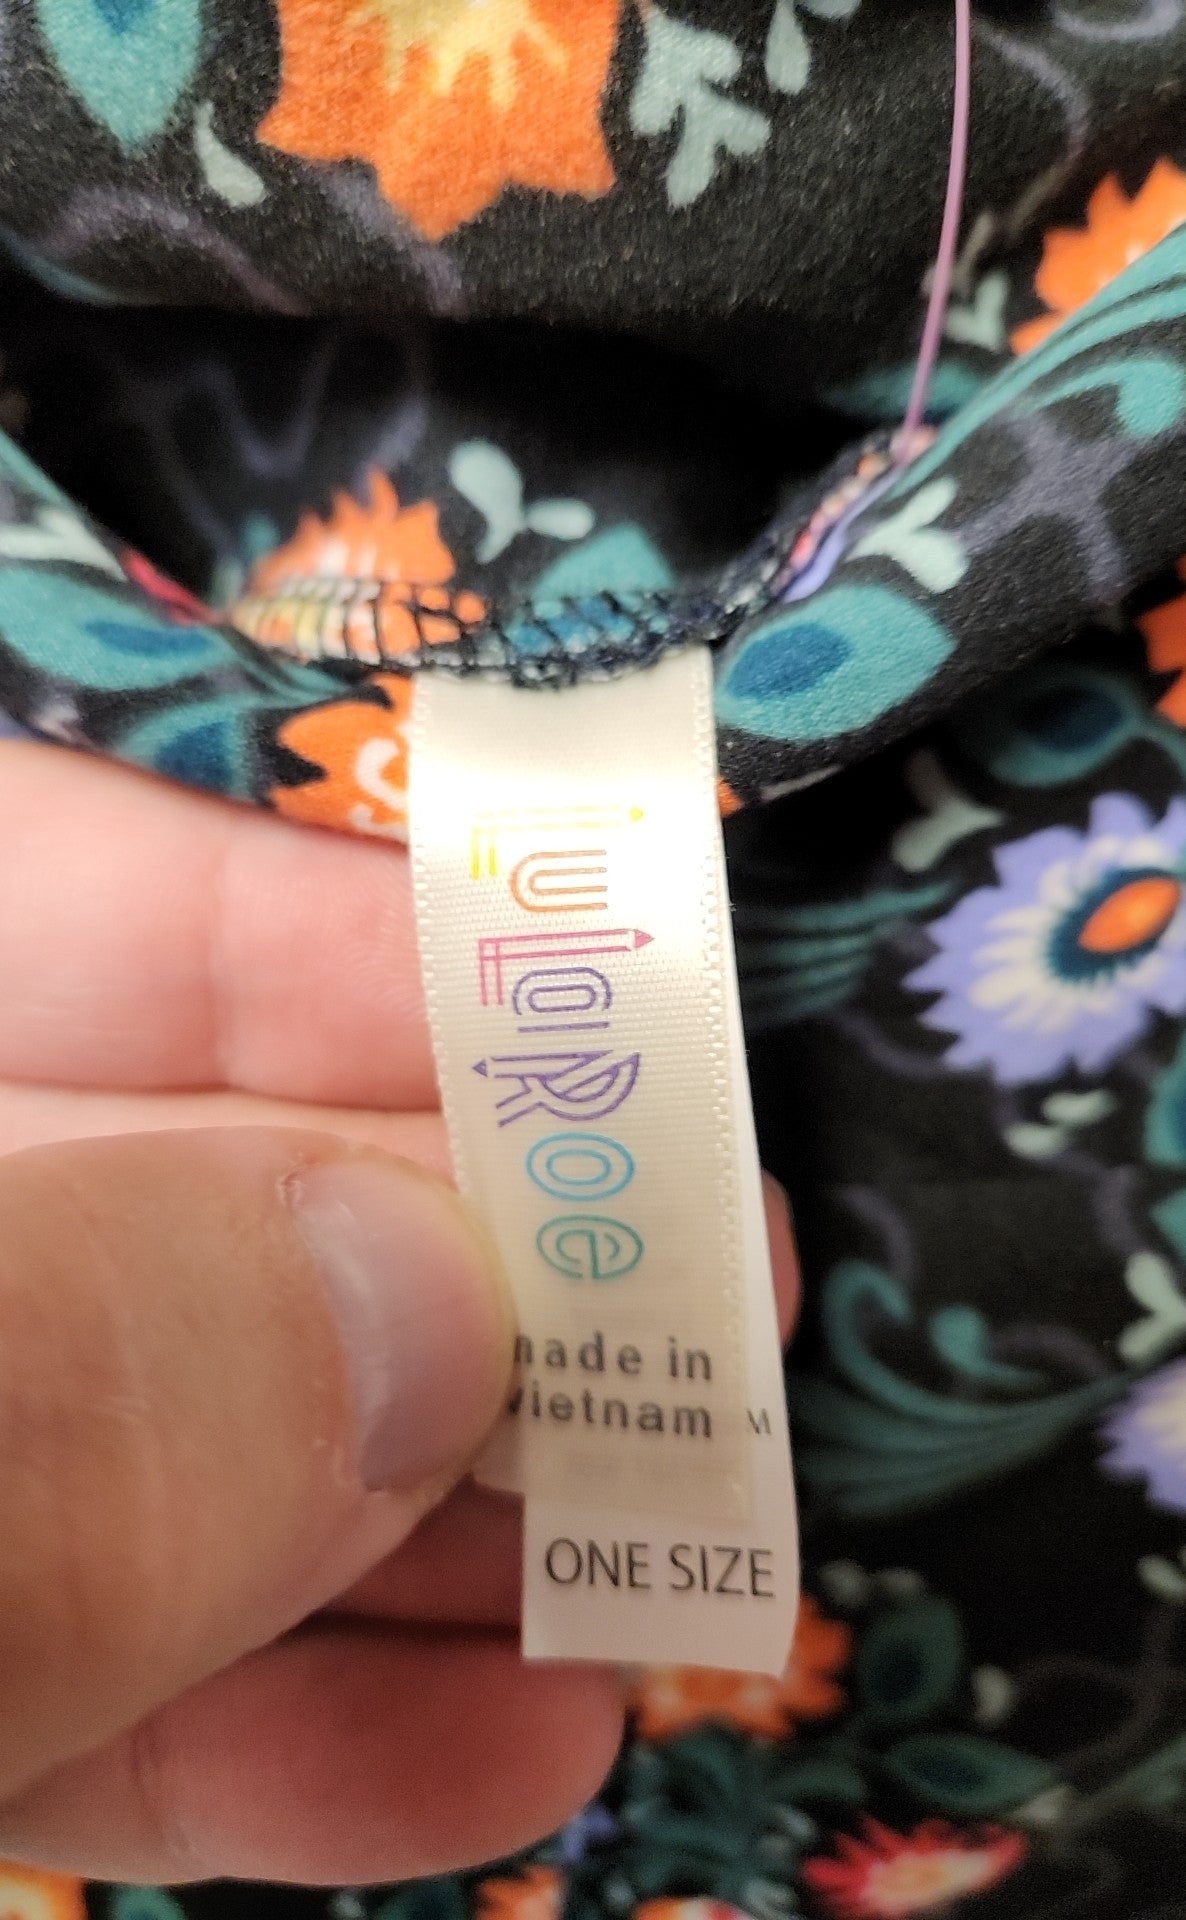 LuLaRoe
made in
vietnam
M
ONE SIZE